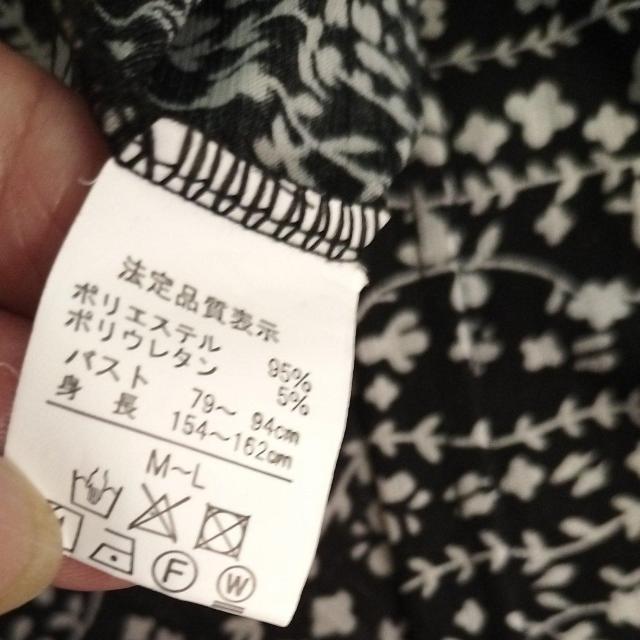 法定品質表示
ポリエステル 95%
ポリウレタン 5%
バスト 79～ 94cm
身 長 154～162cm
M～L
F W